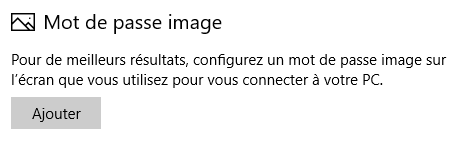 Mot de passe image
Pour de meilleurs résultats, configurez un mot de passe image sur
l'écran que vous utilisez pour vous connecter à votre PC.
Ajouter